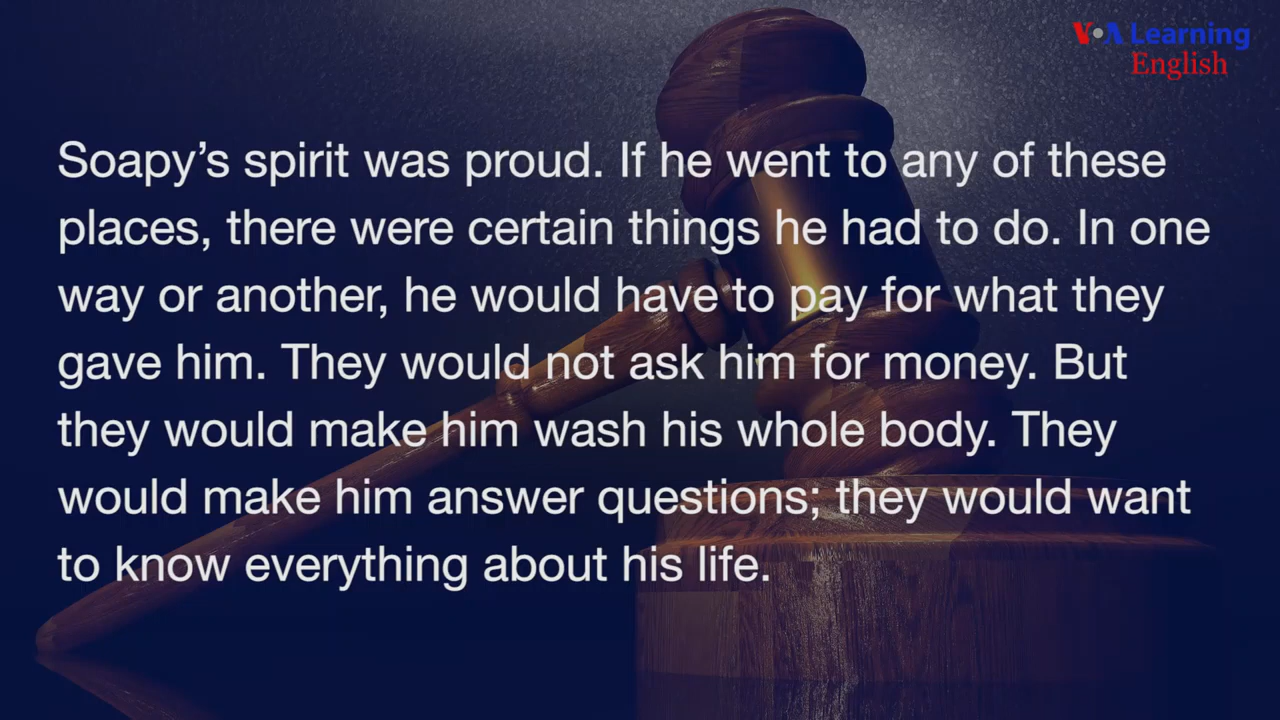 VOA Learning
English
Soapy’s spirit was proud. If he went to any of these
places, there were certain things he had to do. In one
way or another, he would have to pay for what they
gave him. They would not ask him for money. But
they would make him wash his whole body. They
would make him answer questions; they would want
to know everything about his life.